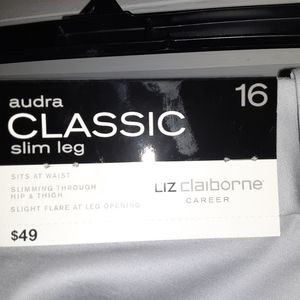 audra
16
CLASSIC
slim leg
SITS AT WAIST
SLIMMING THROUGH
HIP & THIGH
LIZ claiborne
CAREER
SLIGHT FLARE AT LEG OPENING
$49